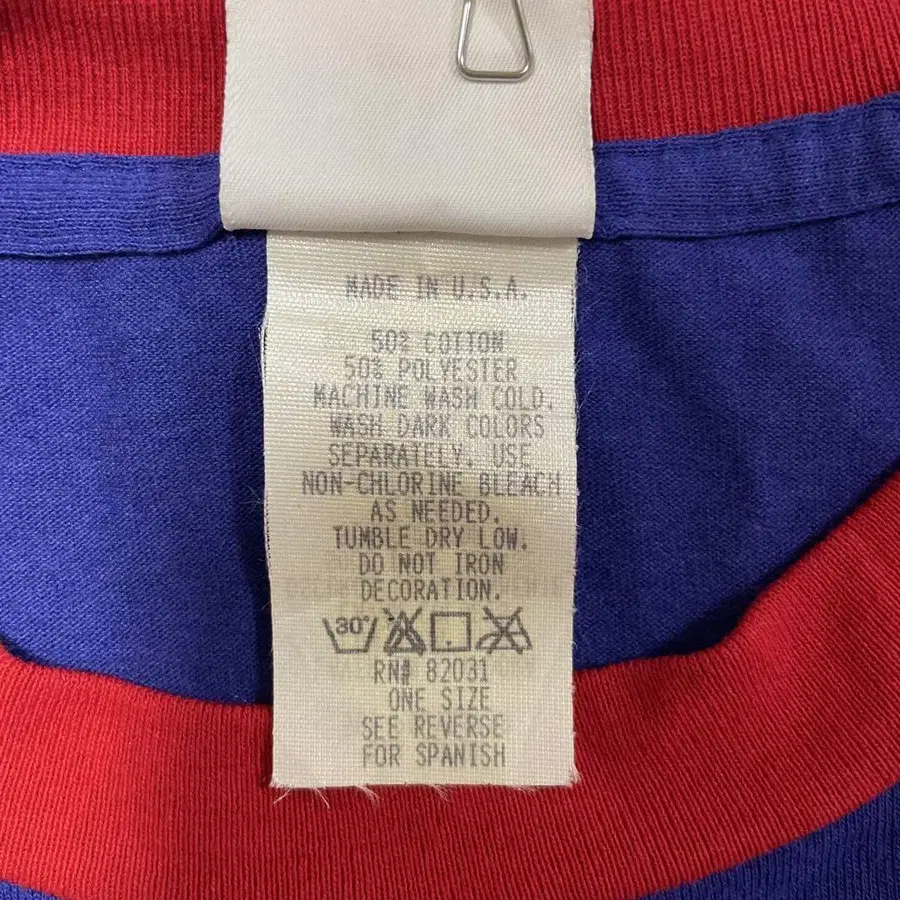 MADE IN U.S.A.
50% COTTON
50% POLYESTER
MACHINE WASH COLD.
WASH DARK COLORS
SEPARATELY. USE
NON-CHLORINE BLEACH
AS NEEDED.
TUMBLE DRY LOW.
DO NOT IRON
DECORATION.
30°
RN# 82031
ONE SIZE
SEE REVERSE
FOR SPANISH